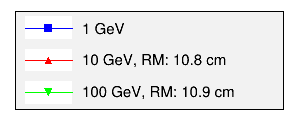 1 GeV
10 GeV, RM: 10.8 cm
100 GeV, RM: 10.9 cm